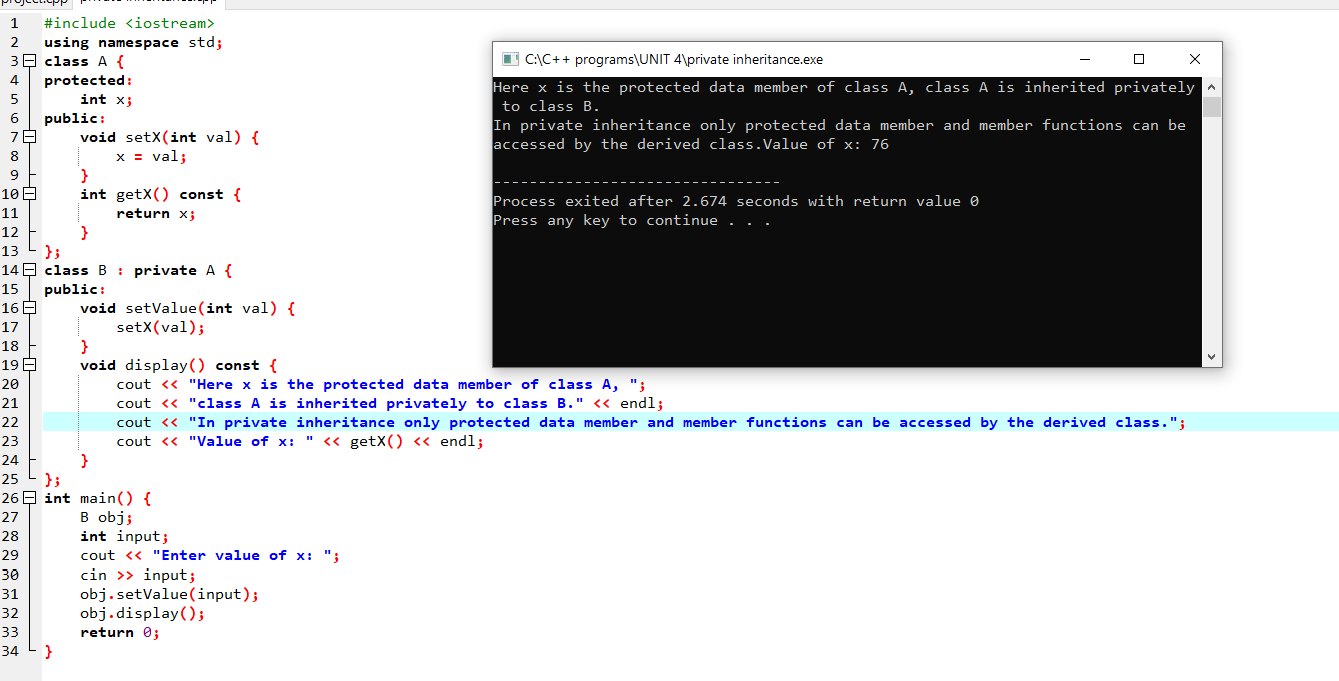 project.cpp private inheritance.cpp
1 #include <iostream>
2 using namespace std;
3 class A {
4 protected:
5     int x;
6 public:
7     void setX(int val) {
8         x = val;
9     }
10     int getX() const {
11         return x;
12     }
13 };
14 class B : private A {
15 public:
16     void setValue(int val) {
17         setX(val);
18     }
19     void display() const {
20         cout << "Here x is the protected data member of class A, ";
21         cout << "class A is inherited privately to class B." << endl;
22         cout << "In private inheritance only protected data member and member functions can be accessed by the derived class.";
23         cout << "Value of x: " << getX() << endl;
24     }
25 };
26 int main() {
27     B obj;
28     int input;
29     cout << "Enter value of x: ";
30     cin >> input;
31     obj.setValue(input);
32     obj.display();
33     return 0;
34 }
C:\C++ programs\UNIT 4\private inheritance.exe
Here x is the protected data member of class A, class A is inherited privately
 to class B.
In private inheritance only protected data member and member functions can be
accessed by the derived class.Value of x: 76
--------------------------------
Process exited after 2.674 seconds with return value 0
Press any key to continue . . .